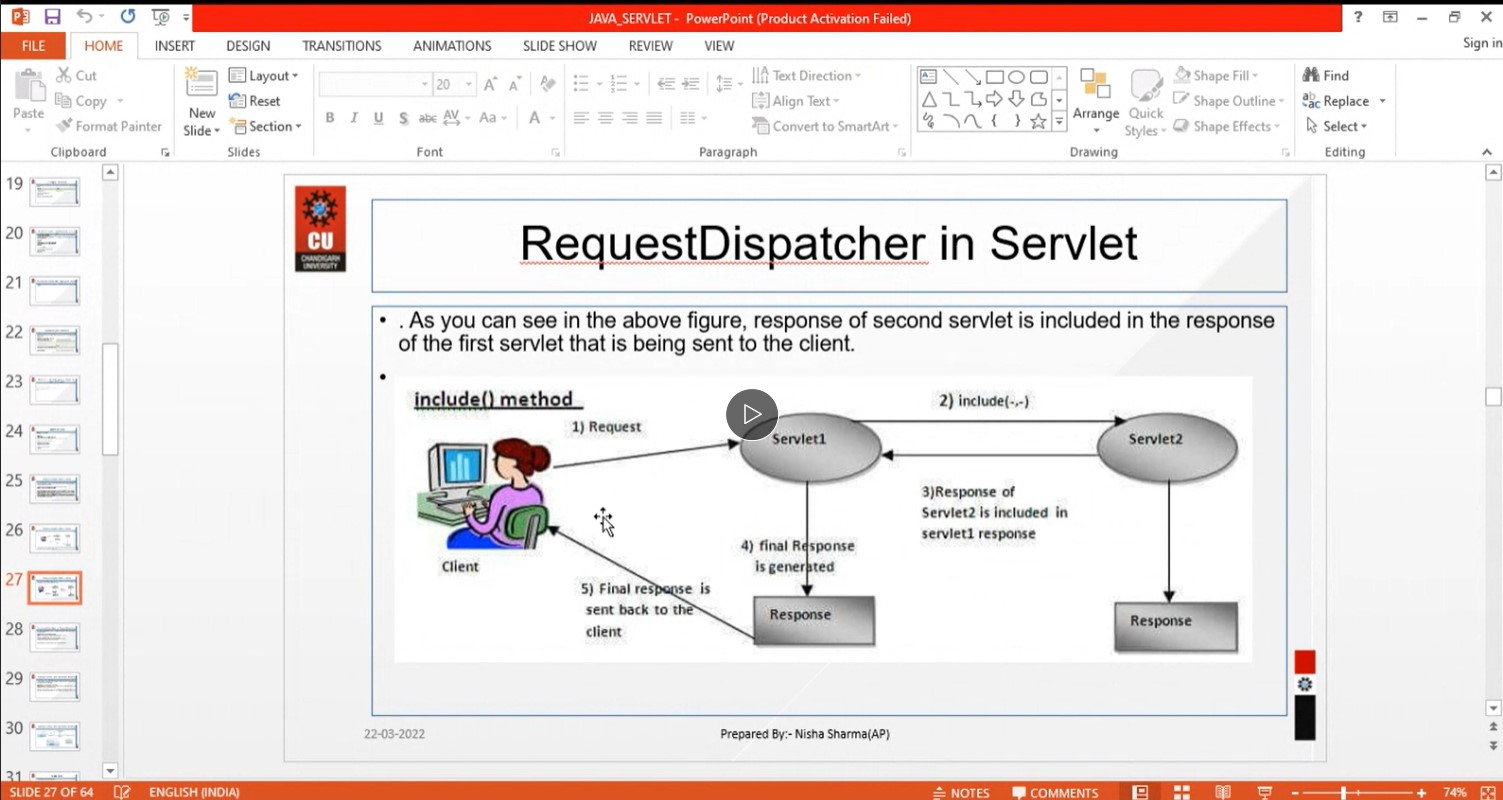 JAVA_SERVLET - PowerPoint (Product Activation Failed)
?
FILE HOME INSERT DESIGN TRANSITIONS ANIMATIONS SLIDE SHOW REVIEW VIEW
Sign in
Paste
Cut
Copy
Format Painter
Clipboard
New
Slide
Layout
Reset
Section
Slides
20
B I U S abc AV Aa A
Font
Text Direction
Align Text
Convert to SmartArt
Paragraph
Arrange
Quick
Styles
Shape Fill
Shape Outline
Shape Effects
Drawing
Find
Replace
Select
Editing
19
20
21
22
23
24
25
26
27
28
29
30
31
CU
CHANDIGARH
UNIVERSITY
RequestDispatcher in Servlet
• . As you can see in the above figure, response of second servlet is included in the response
of the first servlet that is being sent to the client.
•
include() method
1) Request
Servlet1
2) include(-,-)
Servlet2
3)Response of
Servlet2 is included in
servlet1 response
Client
4) final Response
is generated
5) Final response is
sent back to the
client
Response
Response
22-03-2022
Prepared By:- Nisha Sharma(AP)
SLIDE 27 OF 64 ENGLISH (INDIA) NOTES COMMENTS 74%